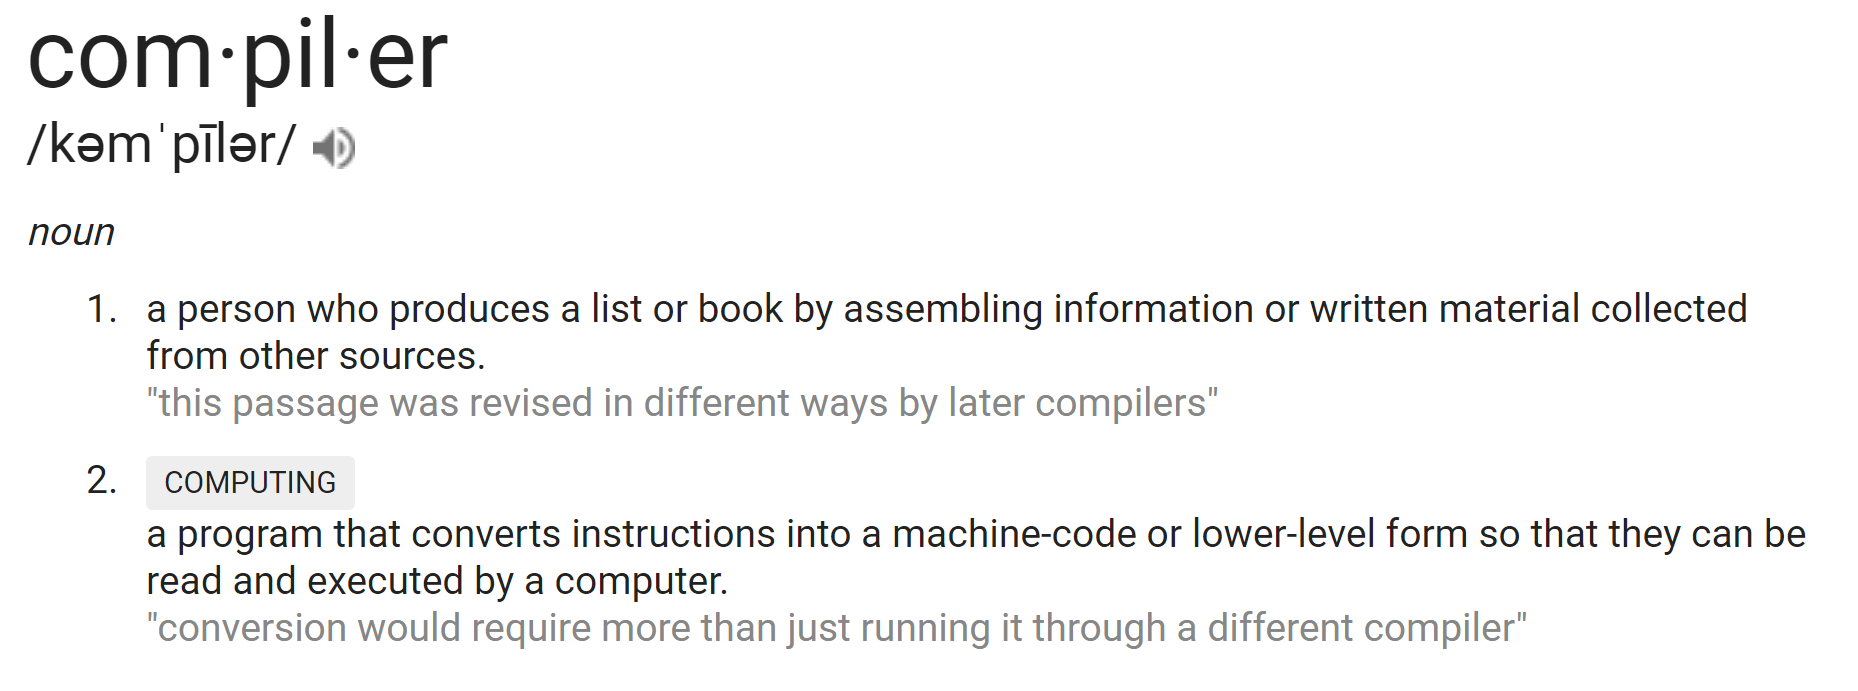 com·pil·er
/kəmˈpīlər/
noun
1. a person who produces a list or book by assembling information or written material collected
from other sources.
"this passage was revised in different ways by later compilers"
2. COMPUTING
a program that converts instructions into a machine-code or lower-level form so that they can be
read and executed by a computer.
"conversion would require more than just running it through a different compiler"